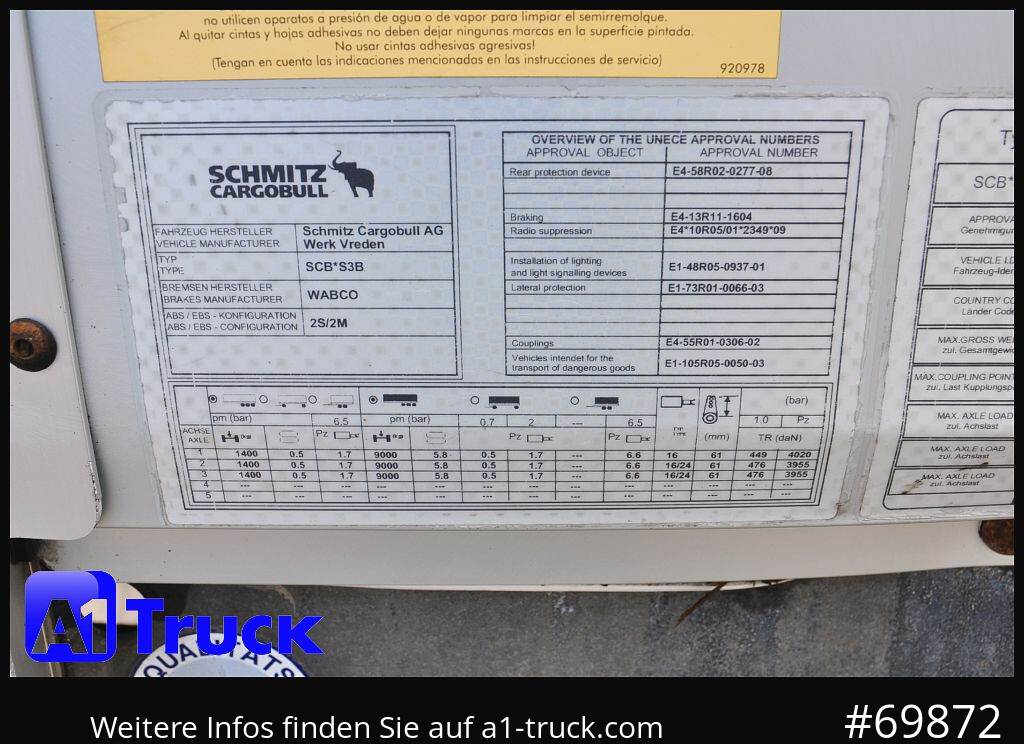 no utilicen aparatos a presión de agua o de vapor para limpiar el semirremolque.
Al quitar cintas y hojas adhesivas no deben dejar ningunas marcas en la superficie pintada.
No usar cintas adhesivas agresivas!
(Tengan en cuenta las indicaciones mencionadas en las instrucciones de servicio)
920978
SCHMITZ
CARGOBULL
FAHRZEUG HERSTELLER
VEHICLE MANUFACTURER
Schmitz Cargobull AG
Werk Vreden
TYP
TYPE
SCB*S3B
BREMSEN HERSTELLER
BRAKES MANUFACTURER
WABCO
ABS / EBS - KONFIGURATION
ABS / EBS - CONFIGURATION
2S/2M
OVERVIEW OF THE UNECE APPROVAL NUMBERS
APPROVAL OBJECT APPROVAL NUMBER
Rear protection device E4-58R02-0277-08
Braking E4-13R11-1604
Radio suppression E4*10R05/01*2349*09
Installation of lighting
and light signalling devices E1-48R05-0937-01
Lateral protection E1-73R01-0066-03
Couplings E4-55R01-0306-02
Vehicles intendet for the
transport of dangerous goods E1-105R05-0050-03
(bar)
pm (bar) 6.5 pm (bar) 0.7 2 --- 6.5 1.0 Pz
ACHSE
AXLE
Pz Pz Pz TYP
TYPE (mm) TR (daN)
1 1400 0.5 1.7 9000 5.8 0.5 1.7 --- 6.6 16 61 449 4020
2 1400 0.5 1.7 9000 5.8 0.5 1.7 --- 6.6 16/24 61 476 3955
3 1400 0.5 1.7 9000 5.8 0.5 1.7 --- 6.6 16/24 61 476 3955
4 --- --- --- --- --- --- --- --- --- --- --- --- ---
5 --- --- --- --- --- --- --- --- --- --- --- --- ---
SCB*
APPROVA
Genehmigun
VEHICLE I.D
Fahrzeug-Iden
COUNTRY CO
Länder Code
MAX.GROSS WEI
zul. Gesamtgewic
MAX.COUPLING POINT
zul. Last Kupplungsp
MAX. AXLE LOAD
zul. Achslast
MAX. AXLE LOAD
zul. Achslast
MAX. AXLE LOAD
zul. Achslast
A1 Truck
QUALITÄTS
Weitere Infos finden Sie auf a1-truck.com
#69872